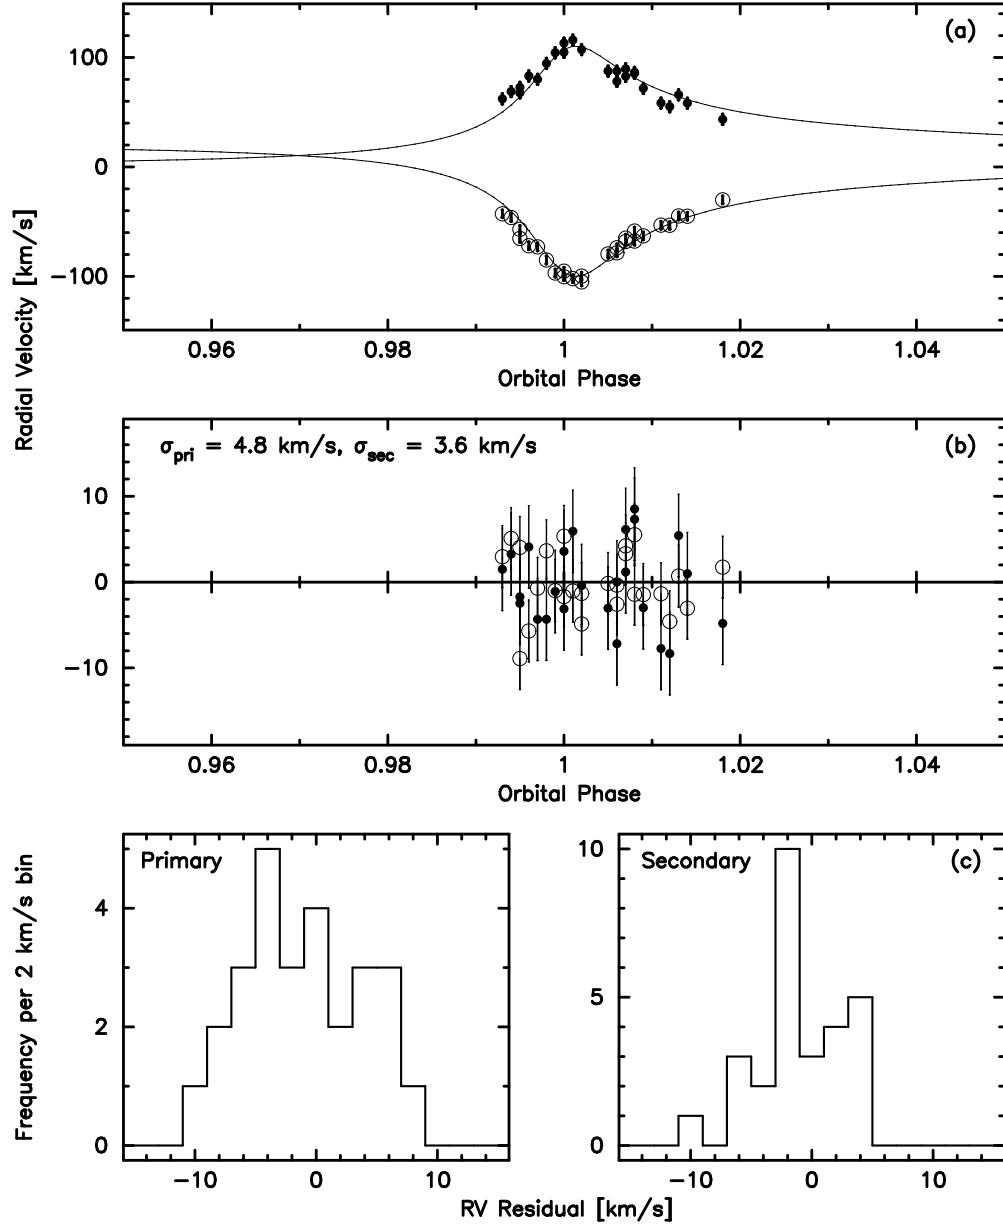 (a)
100
0
−100
0.96
0.98
1
1.02
1.04
Orbital Phase
Radial Velocity [km/s]
σpri = 4.8 km/s, σsec = 3.6 km/s
(b)
10
0
−10
0.96
0.98
1
1.02
1.04
Orbital Phase
Primary
4
2
0
−10
0
10
Frequency per 2 km/s bin
Secondary
(c)
10
5
0
−10
0
10
RV Residual [km/s]